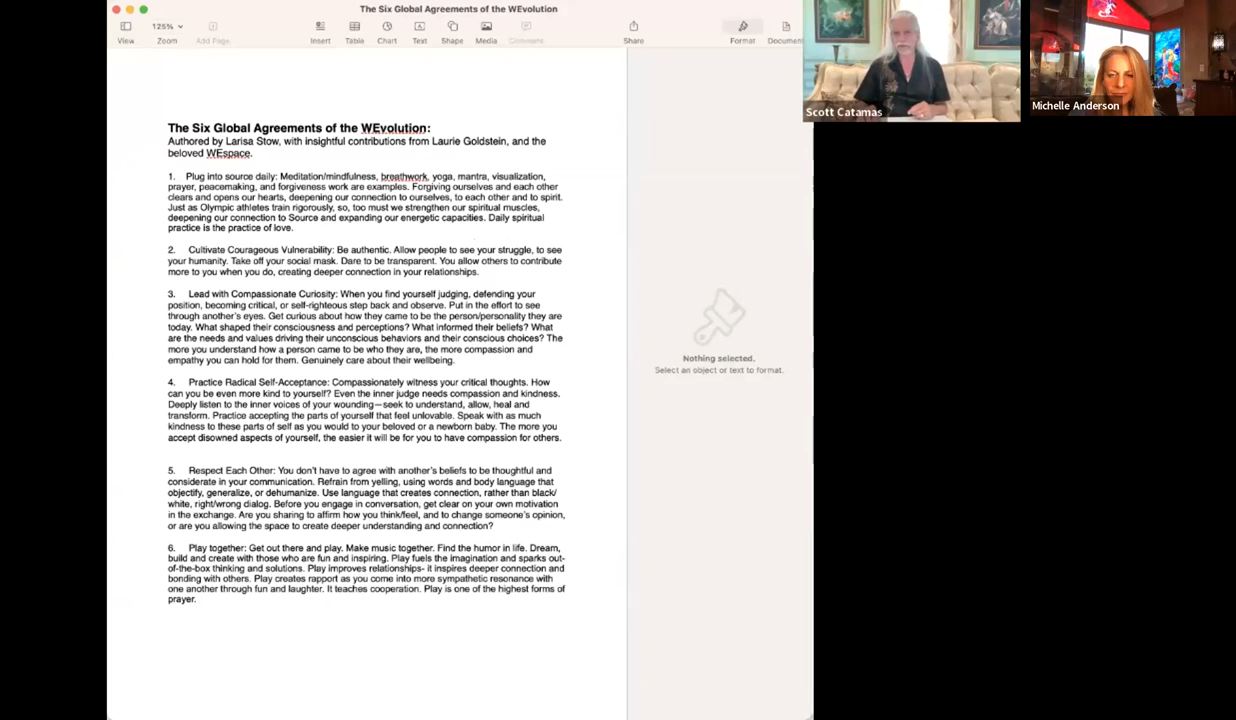 The Six Global Agreements of the WEvolution
125%
View
Zoom
Add Page
Insert
Table
Chart
Text
Shape
Media
Comment
Share
Format
Document
Scott Catamas
Michelle Anderson
The Six Global Agreements of the WEvolution:
Authored by Larisa Stow, with insightful contributions from Laurie Goldstein, and the
beloved WEspace.
1. Plug into source daily: Meditation/mindfulness, breathwork, yoga, mantra, visualization,
prayer, peacemaking, and forgiveness work are examples. Forgiving ourselves and each other
clears and opens our hearts, deepening our connection to ourselves, to each other and to spirit.
Just as Olympic athletes train rigorously, so, too must we strengthen our spiritual muscles,
deepening our connection to Source and expanding our energetic capacities. Daily spiritual
practice is the practice of love.
2. Cultivate Courageous Vulnerability: Be authentic. Allow people to see your struggle, to see
your humanity. Take off your social mask. Dare to be transparent. You allow others to contribute
more to you when you do, creating deeper connection in your relationships.
3. Lead with Compassionate Curiosity: When you find yourself judging, defending your
position, becoming critical, or self-righteous step back and observe. Put in the effort to see
through another's eyes. Get curious about how they came to be the person/personality they are
today. What shaped their consciousness and perceptions? What informed their beliefs? What
are the needs and values driving their unconscious behaviors and their conscious choices? The
more you understand how a person came to be who they are, the more compassion and
empathy you can hold for them. Genuinely care about their wellbeing.
4. Practice Radical Self-Acceptance: Compassionately witness your critical thoughts. How
can you be even more kind to yourself? Even the inner judge needs compassion and kindness.
Deeply listen to the inner voices of your wounding—seek to understand, allow, heal and
transform. Practice accepting the parts of yourself that feel unlovable. Speak with as much
kindness to these parts of self as you would to your beloved or a newborn baby. The more you
accept disowned aspects of yourself, the easier it will be for you to have compassion for others.
5. Respect Each Other: You don't have to agree with another's beliefs to be thoughtful and
considerate in your communication. Refrain from yelling, using words and body language that
objectify, generalize, or dehumanize. Use language that creates connection, rather than black/
white, right/wrong dialog. Before you engage in conversation, get clear on your own motivation
in the exchange. Are you sharing to affirm how you think/feel, and to change someone's opinion,
or are you allowing the space to create deeper understanding and connection?
6. Play together: Get out there and play. Make music together. Find the humor in life. Dream,
build and create with those who are fun and inspiring. Play fuels the imagination and sparks out-
of-the-box thinking and solutions. Play improves relationships- it inspires deeper connection and
bonding with others. Play creates rapport as you come into more sympathetic resonance with
one another through fun and laughter. It teaches cooperation. Play is one of the highest forms of
prayer.
Nothing selected.
Select an object or text to format.